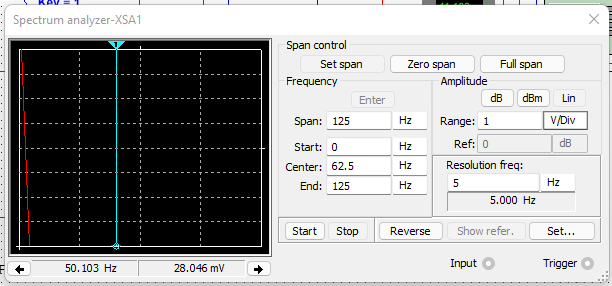 Key = 1
Spectrum analyzer-XSA1
1
50.103 Hz
28.046 mV
Span control
Set span
Zero span
Full span
Frequency
Enter
Span: 125 Hz
Start: 0 Hz
Center: 62.5 Hz
End: 125 Hz
Amplitude
dB dBm Lin
Range: 1 V/Div
Ref: 0 dB
Resolution freq:
5 Hz
5.000 Hz
Start Stop Reverse Show refer. Set...
Input Trigger